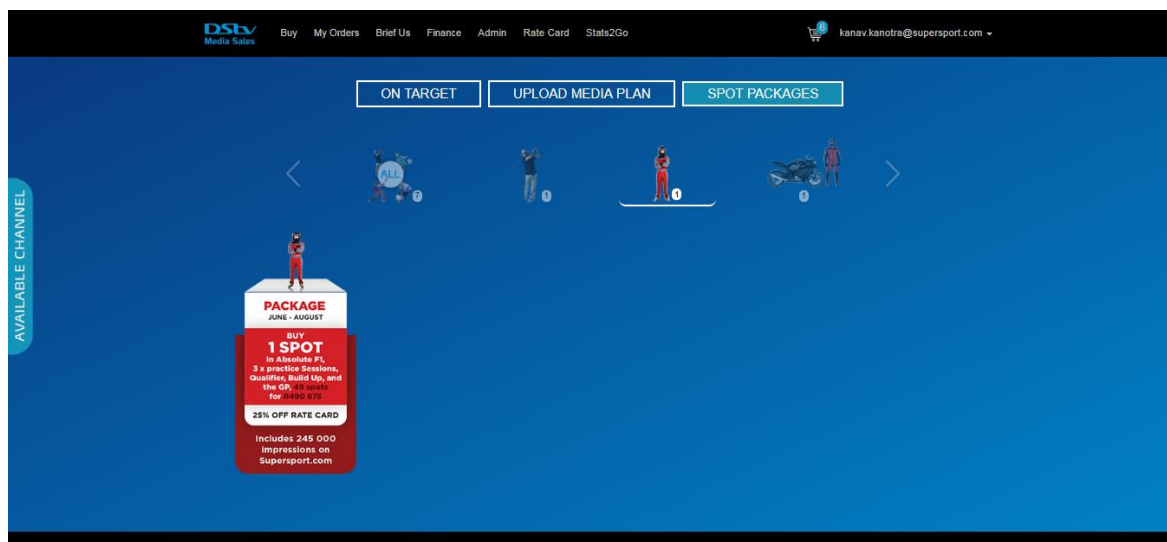 DStv
Media Sales
Buy My Orders Brief Us Finance Admin Rate Card Stats2Go
6
kanav.kanotra@supersport.com
ON TARGET UPLOAD MEDIA PLAN SPOT PACKAGES
ALL
7 1 1 1
AVAILABLE CHANNEL
PACKAGE
JUNE - AUGUST
BUY
1 SPOT
in Absolute F1,
3 x practice Sessions,
Qualifier, Build Up, and
the GP, 49 spots
for R490 875
25% OFF RATE CARD
Includes 245 000
impressions on
Supersport.com